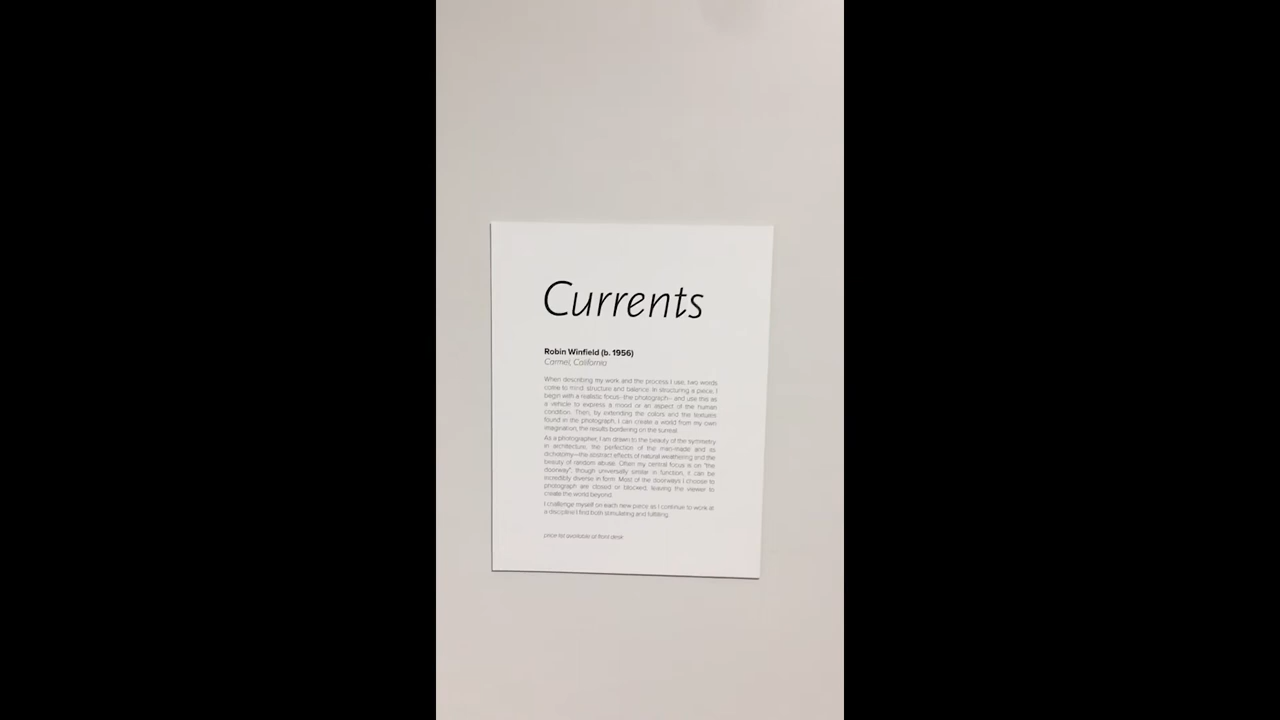 Currents
Robin Winfield (b. 1956)
Carmel, California
When describing my work and the process I use, two words
come to mind: structure and balance. In structuring a piece, I
begin with a realistic focus--the photograph--and use this as
a vehicle to express a mood or an aspect of the human
condition. Then, by extending the colors and the textures
found in the photograph, I can create a world from my own
imagination, the results bordering on the surreal.
As a photographer, I am drawn to the beauty of the symmetry
in architecture, the perfection of the man-made and its
dichotomy—the abstract effects of natural weathering and the
beauty of random abuse. Often my central focus is on "the
doorway", though universally similar in function, it can be
incredibly diverse in form. Most of the doorways I choose to
photograph are closed or blocked, leaving the viewer to
create the world beyond.
I challenge myself on each new piece as I continue to work at
a discipline I find both stimulating and fulfilling.
price list available at front desk